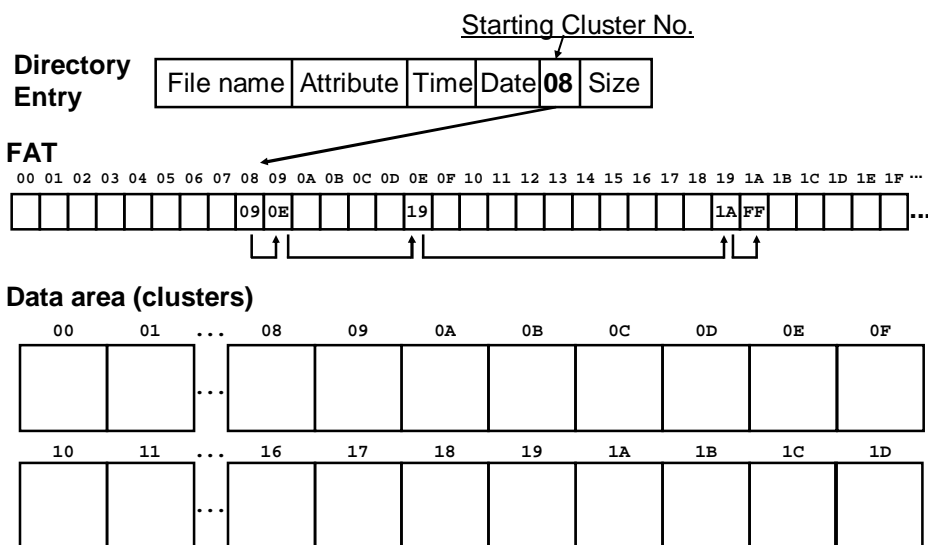 Starting Cluster No.
Directory Entry
File name Attribute Time Date 08 Size
FAT
00 01 02 03 04 05 06 07 08 09 0A 0B 0C 0D 0E 0F 10 11 12 13 14 15 16 17 18 19 1A 1B 1C 1D 1E 1F ...
09 0E 19 1A FF ...
Data area (clusters)
00 01 ... 08 09 0A 0B 0C 0D 0E 0F
...
10 11 ... 16 17 18 19 1A 1B 1C 1D
...